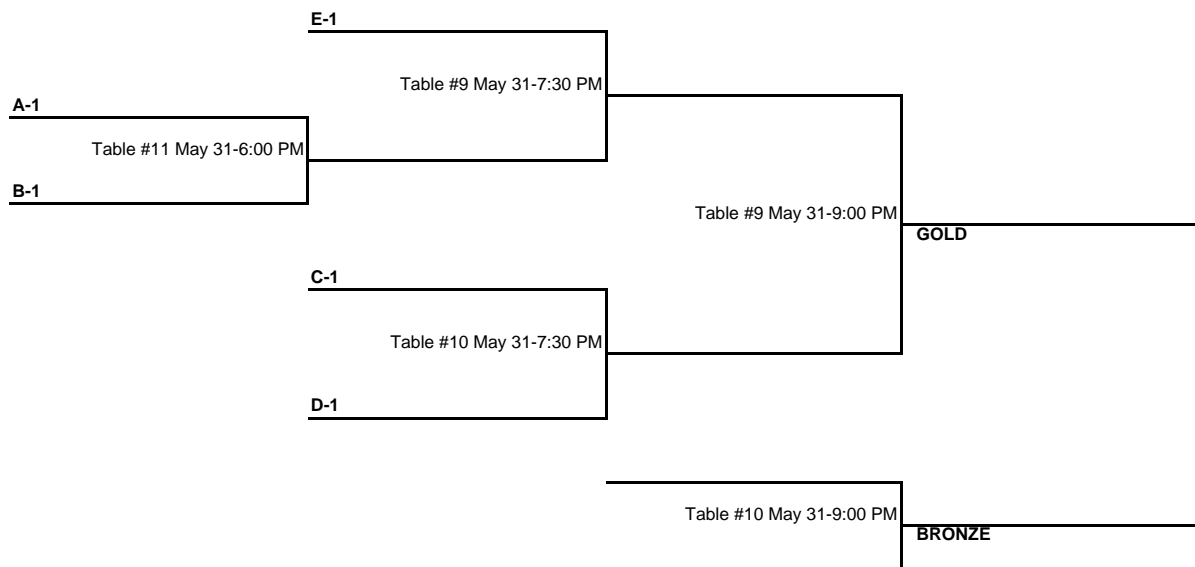 E-1
Table #9 May 31-7:30 PM
A-1
Table #11 May 31-6:00 PM
B-1
Table #9 May 31-9:00 PM
GOLD
C-1
Table #10 May 31-7:30 PM
D-1
Table #10 May 31-9:00 PM
BRONZE